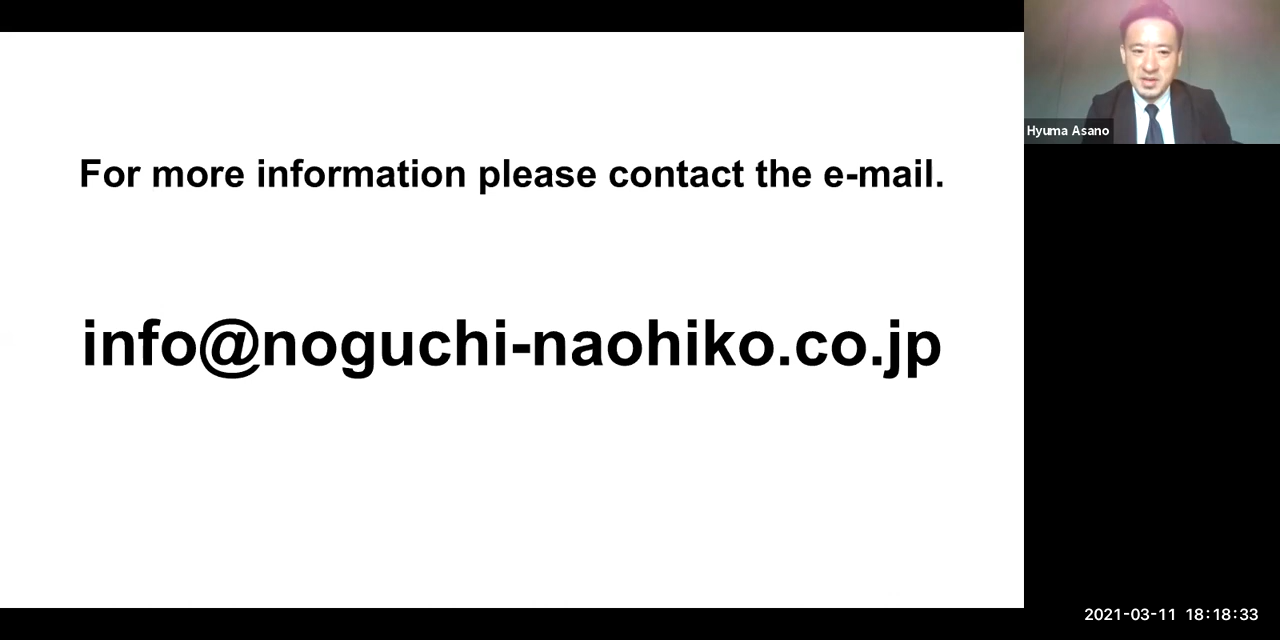 For more information please contact the e-mail.
info@noguchi-naohiko.co.jp
Hyuma Asano
2021-03-11 18:18:33